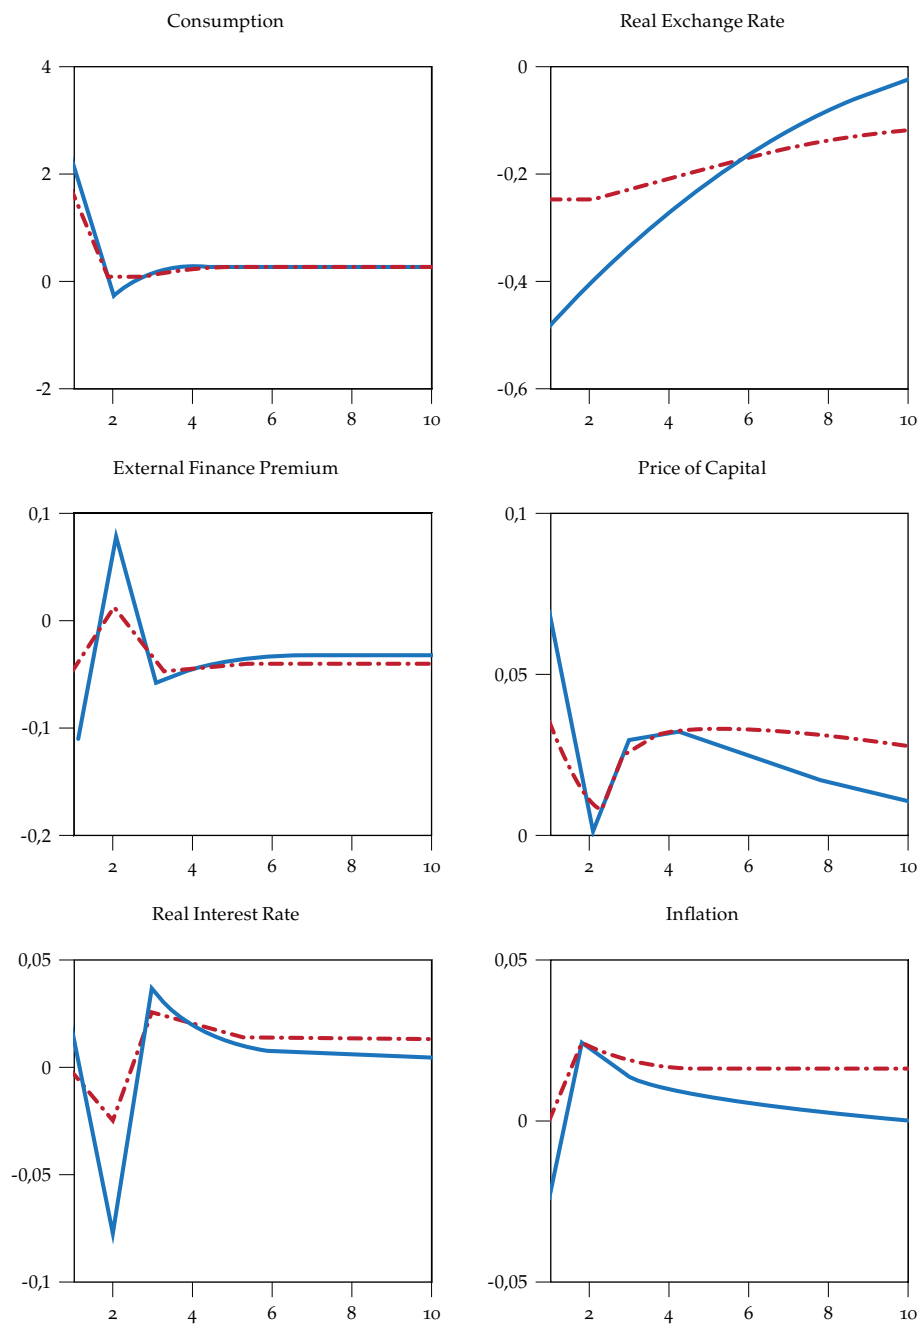 Consumption
4
2
0
-2
2 4 6 8 10
Real Exchange Rate
0
-0,2
-0,4
-0,6
2 4 6 8 10
External Finance Premium
0,1
0
-0,1
-0,2
2 4 6 8 10
Price of Capital
0,1
0,05
0
2 4 6 8 10
Real Interest Rate
0,05
0
-0,05
-0,1
2 4 6 8 10
Inflation
0,05
0
-0,05
2 4 6 8 10